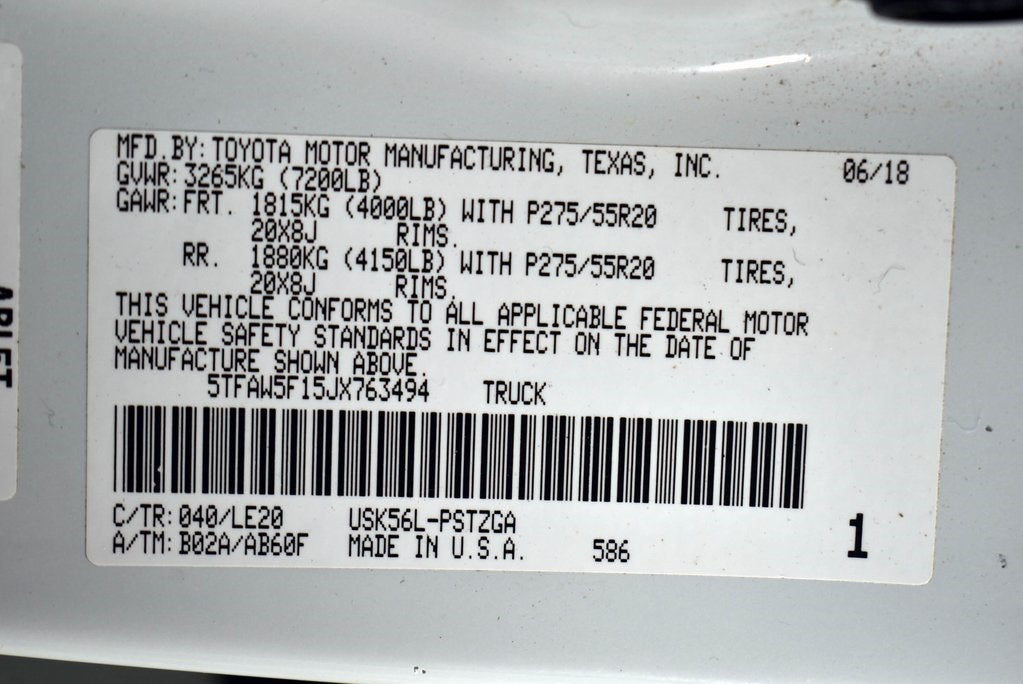 MFD. BY: TOYOTA MOTOR MANUFACTURING, TEXAS, INC. 06/18
GVWR: 3265KG (7200LB)
GAWR: FRT. 1815KG (4000LB) WITH P275/55R20 TIRES,
20X8J RIMS.
RR. 1880KG (4150LB) WITH P275/55R20 TIRES,
20X8J RIMS.
THIS VEHICLE CONFORMS TO ALL APPLICABLE FEDERAL MOTOR
VEHICLE SAFETY STANDARDS IN EFFECT ON THE DATE OF
MANUFACTURE SHOWN ABOVE.
5TFAW5F15JX763494 TRUCK
C/TR: 040/LE20 USK56L-PSTZGA
A/TM: B02A/AB60F MADE IN U.S.A. 586 1